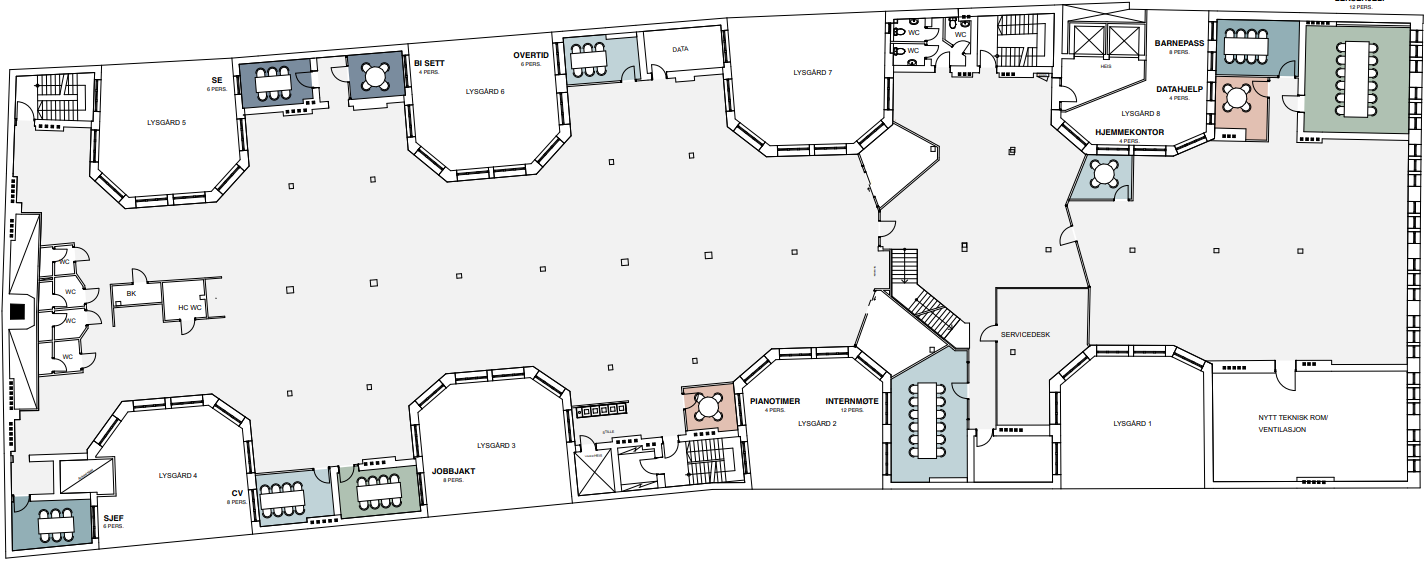 12 PERS.
WC
WC
WC
BARNEPASS
8 PERS.
HEIS
OVERTID
6 PERS.
DATA
BI SETT
4 PERS.
SE
6 PERS.
LYSGÅRD 7
LYSGÅRD 6
DATAHJELP
4 PERS.
LYSGÅRD 5
LYSGÅRD 8
HJEMMEKONTOR
4 PERS.
WC
WC
BK
HC WC
WC
WC
SERVICEDESK
PIANOTIMER
4 PERS.
INTERNMØTE
12 PERS.
LYSGÅRD 2
LYSGÅRD 1
NYTT TEKNISK ROM/
VENTILASJON
STILLE
LYSGÅRD 3
JOBBJAKT
8 PERS.
LYSGÅRD 4
CV
8 PERS.
SJEF
6 PERS.